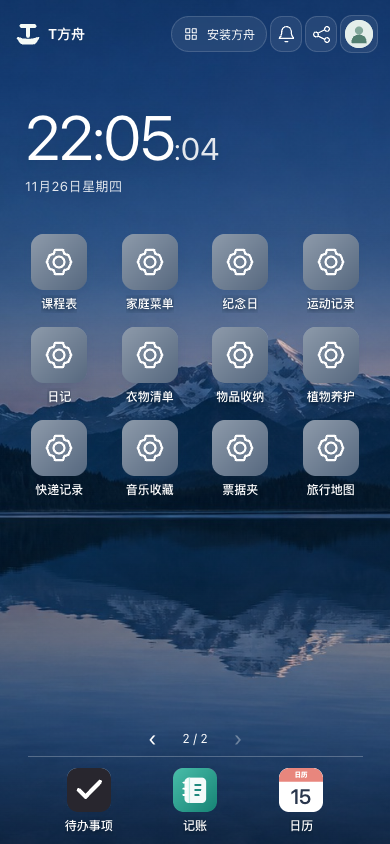 T方舟 安装方舟
22:05:04
11月26日星期四
课程表 家庭菜单 纪念日 运动记录
日记 衣物清单 物品收纳 植物养护
快递记录 音乐收藏 票据夹 旅行地图
‹ 2 / 2 ›
日历
15
待办事项 记账 日历